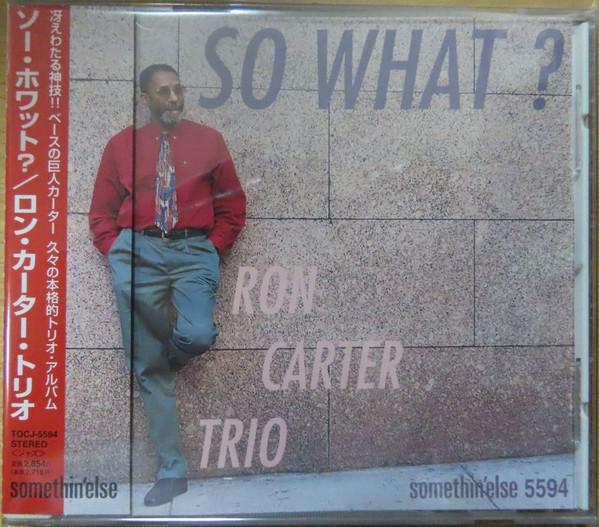 ソー・ホワット?/ロン・カーター・トリオ
冴えわたる神技!! ベースの巨人カーター 久々の本格的トリオ・アルバム
TOCJ-5594
STEREO
<ジャズ>
somethin'else
SO WHAT ?
RON
CARTER
TRIO
somethin'else 5594